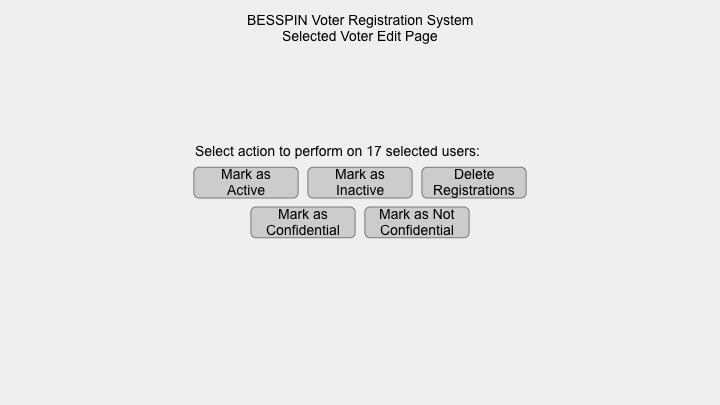 BESSPIN Voter Registration System
Selected Voter Edit Page
Select action to perform on 17 selected users:
Mark as
Active
Mark as
Inactive
Delete
Registrations
Mark as
Confidential
Mark as Not
Confidential